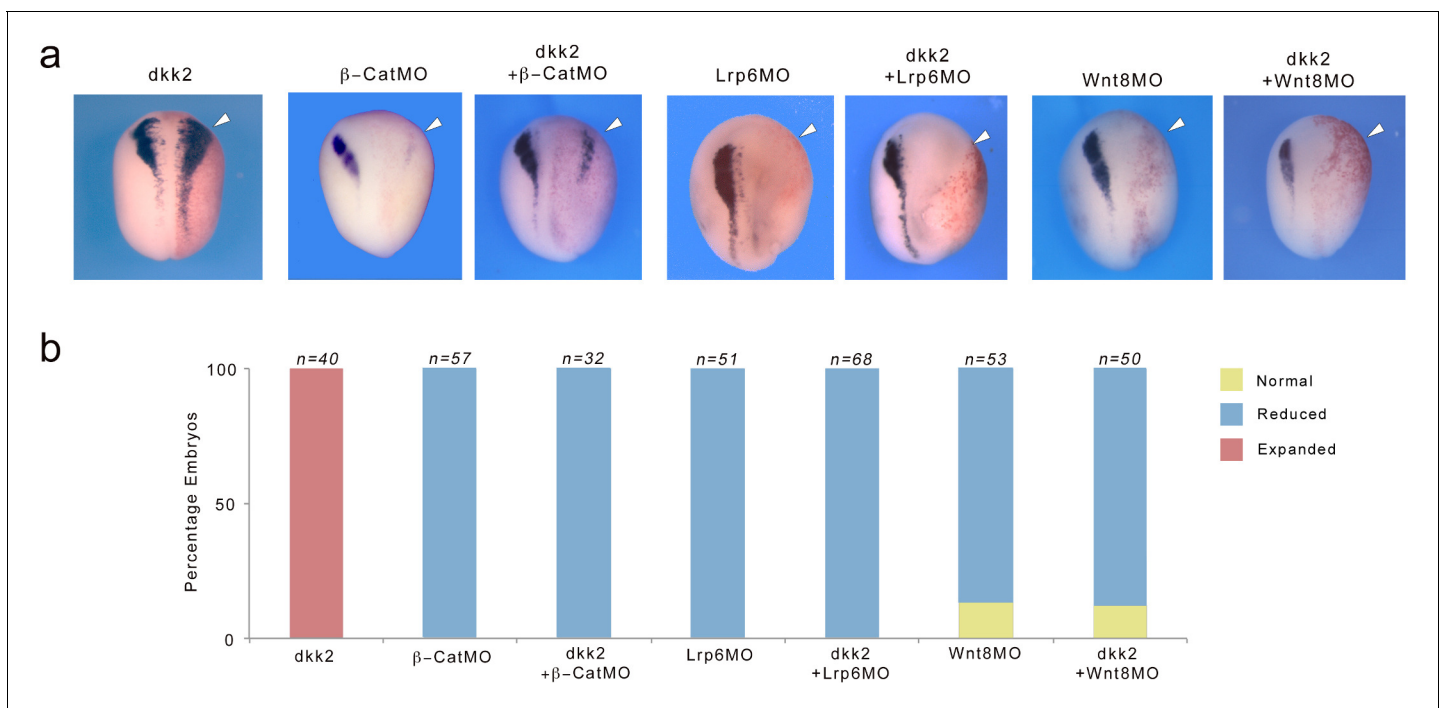 a
dkk2
β–CatMO
dkk2
+β–CatMO
Lrp6MO
dkk2
+Lrp6MO
Wnt8MO
dkk2
+Wnt8MO
b
n=40
n=57
n=32
n=51
n=68
n=53
n=50
100
50
0
Percentage Embryos
Normal
Reduced
Expanded
dkk2
β–CatMO
dkk2
+β–CatMO
Lrp6MO
dkk2
+Lrp6MO
Wnt8MO
dkk2
+Wnt8MO